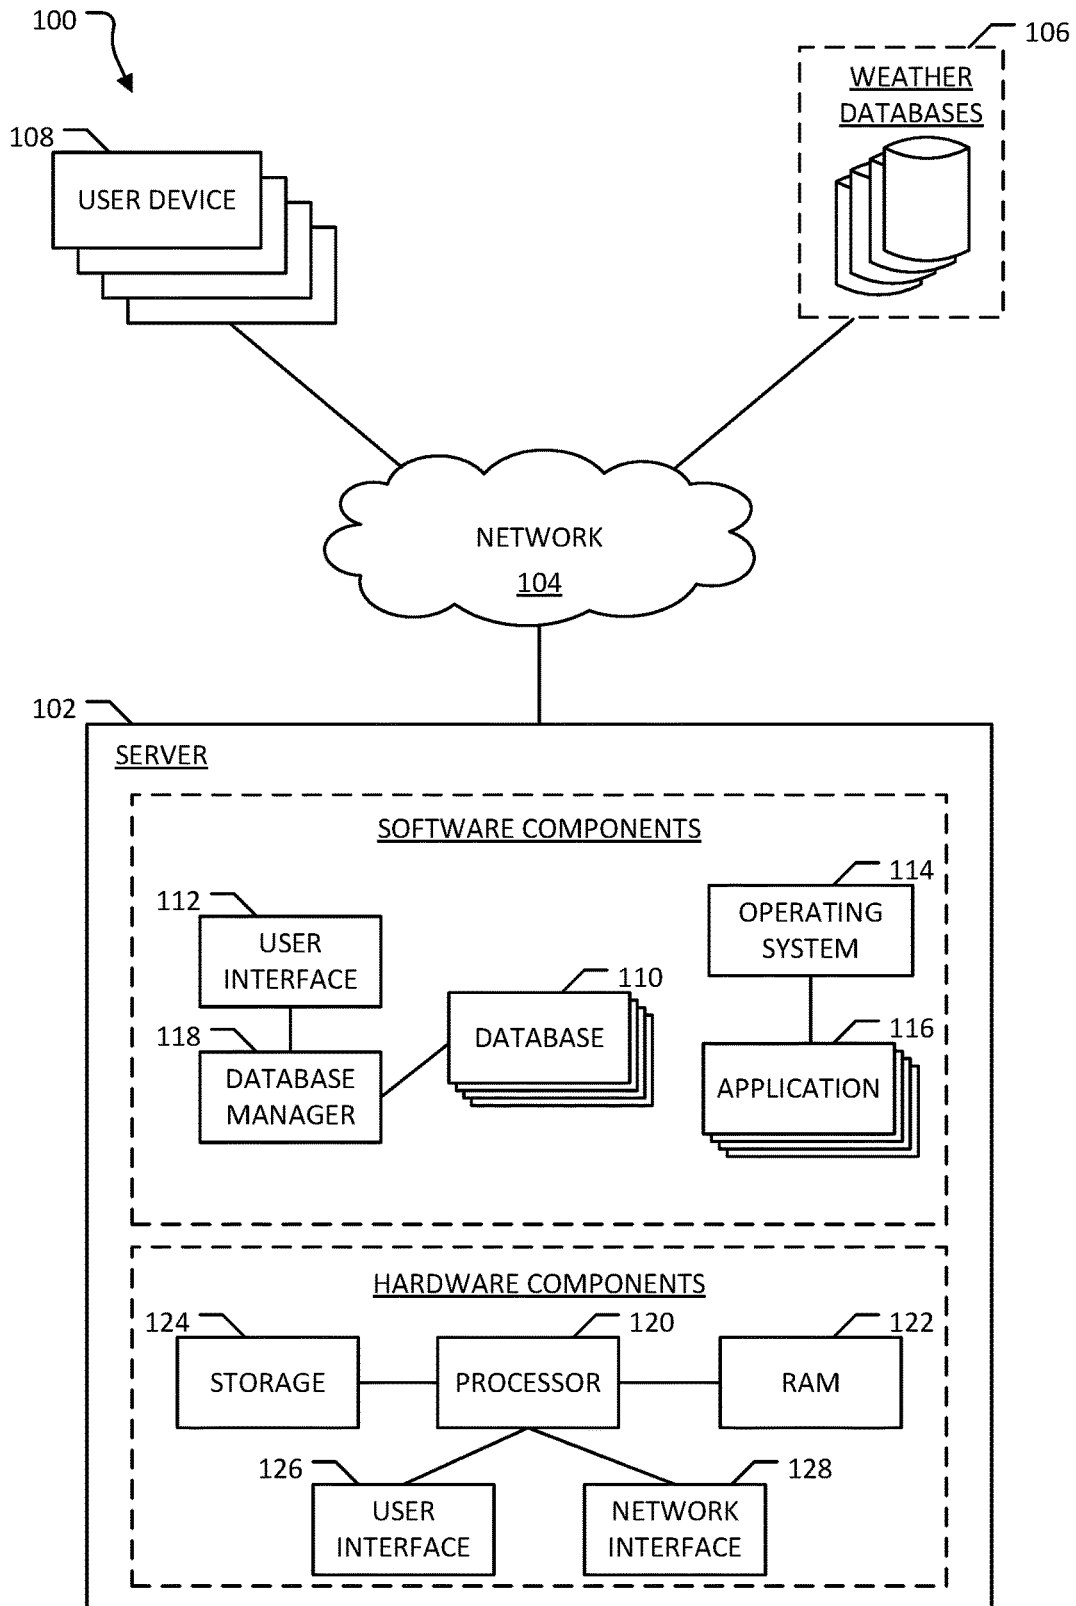 100
106
WEATHER
DATABASES
108
USER DEVICE
NETWORK
104
102
SERVER
SOFTWARE COMPONENTS
112
USER
INTERFACE
114
OPERATING
SYSTEM
110
DATABASE
118
DATABASE
MANAGER
116
APPLICATION
HARDWARE COMPONENTS
124
STORAGE
120
PROCESSOR
122
RAM
126
USER
INTERFACE
128
NETWORK
INTERFACE